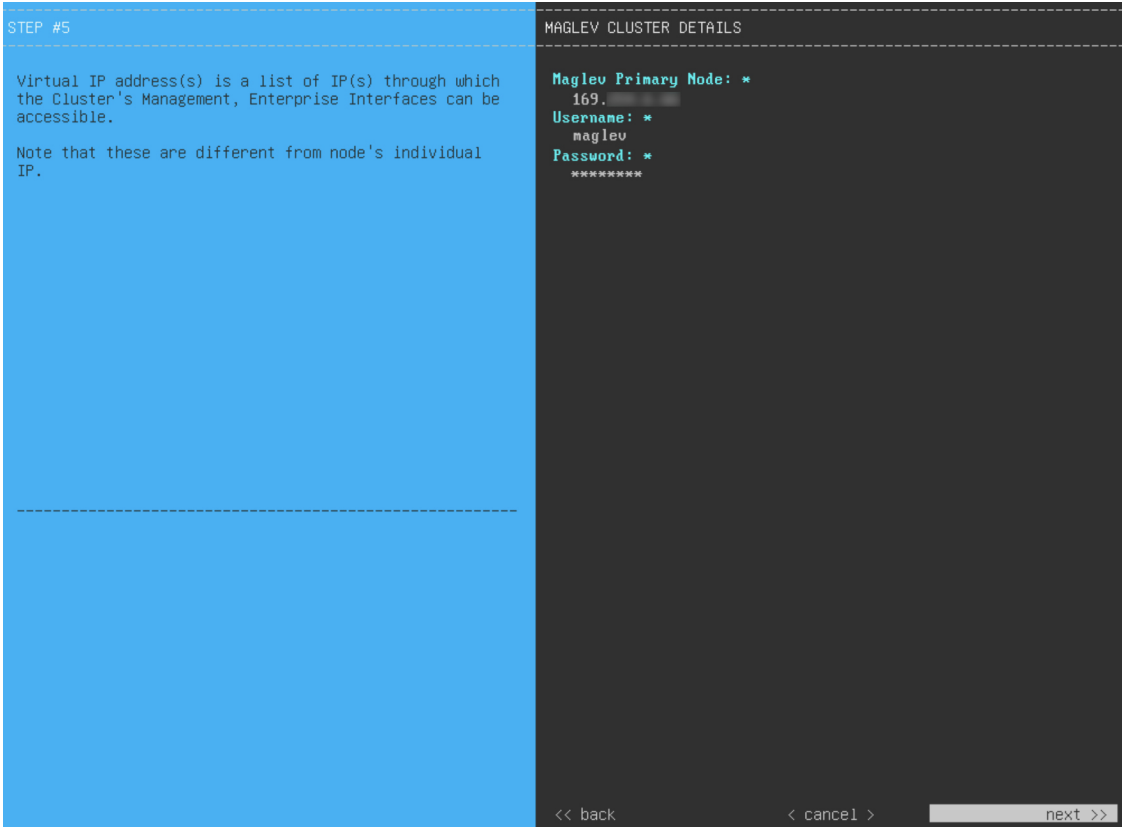 STEP #5
Virtual IP address(s) is a list of IP(s) through which
the Cluster's Management, Enterprise Interfaces can be
accessible.
Note that these are different from node's individual
IP.
MAGLEV CLUSTER DETAILS
Maglev Primary Node: *
169.
Username: *
maglev
Password: *
********
<< back
< cancel >
next >>